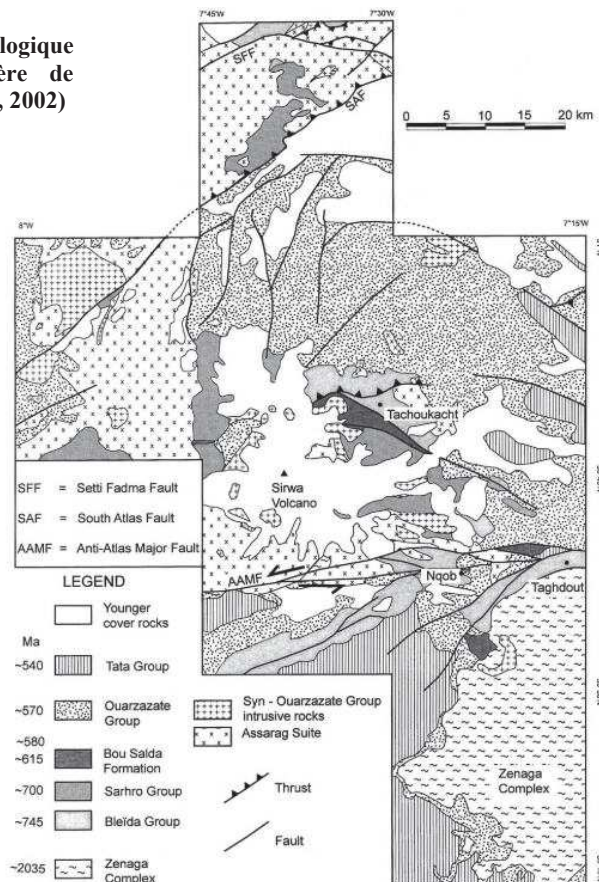 logique
ère de
, 2002)
7°45'W
7°30'W
SFF
SAF
0 5 10 15 20 km
8°W
7°15'W
Tachoukacht
Sirwa
Volcano
SFF = Setti Fadma Fault
SAF = South Atlas Fault
AAMF = Anti-Atlas Major Fault
AAMF
Nqob
Taghdout
LEGEND
Younger
cover rocks
Ma
~540 Tata Group
~570 Ouarzazate
Group
Syn - Ouarzazate Group
intrusive rocks
Assarag Suite
~580
~615 Bou Salda
Formation
~700 Sarhro Group
~745 Bleïda Group
~2035 Zenaga
Complex
Thrust
Fault
Zenaga
Complex